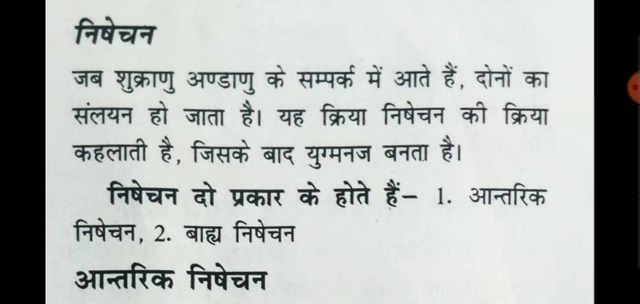 निषेचन
जब शुक्राणु अण्डाणु के सम्पर्क में आते हैं, दोनों का
संलयन हो जाता है। यह क्रिया निषेचन की क्रिया
कहलाती है, जिसके बाद युग्मनज बनता है।
निषेचन दो प्रकार के होते हैं– 1. आन्तरिक
निषेचन, 2. बाह्य निषेचन
आन्तरिक निषेचन